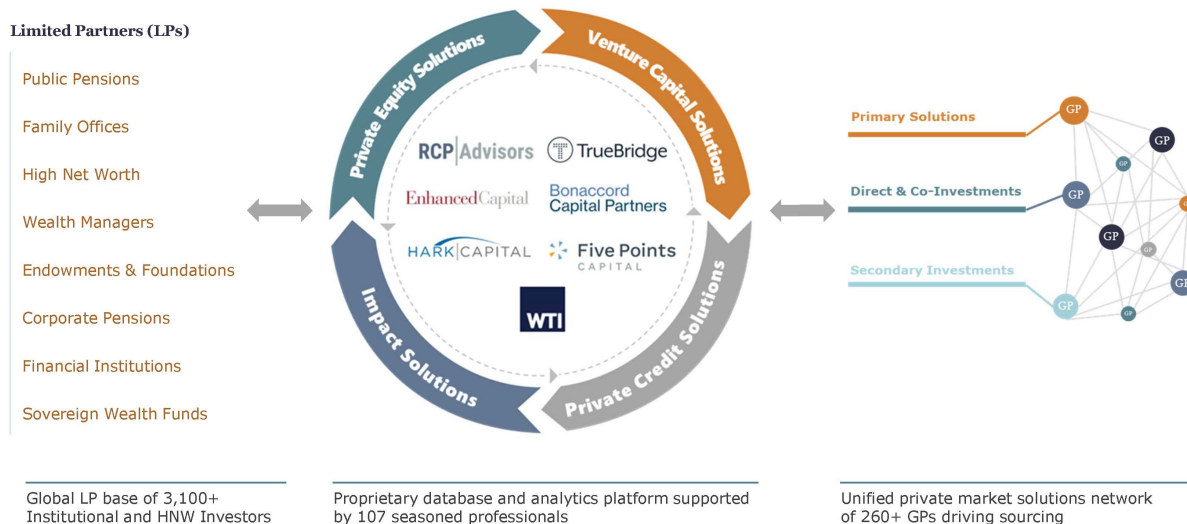 Limited Partners (LPs)
Public Pensions
Family Offices
High Net Worth
Wealth Managers
Endowments & Foundations
Corporate Pensions
Financial Institutions
Sovereign Wealth Funds
Global LP base of 3,100+
Institutional and HNW Investors
Private Equity Solutions
Venture Capital Solutions
Impact Solutions
Private Credit Solutions
RCP|Advisors
TrueBridge
EnhancedCapital
Bonaccord
Capital Partners
HARK|CAPITAL
Five Points
CAPITAL
WTI
Proprietary database and analytics platform supported
by 107 seasoned professionals
Primary Solutions
Direct & Co-Investments
Secondary Investments
GP
GP
GP
GP
GP
GP
GP
GP
GP
GP
Unified private market solutions network
of 260+ GPs driving sourcing